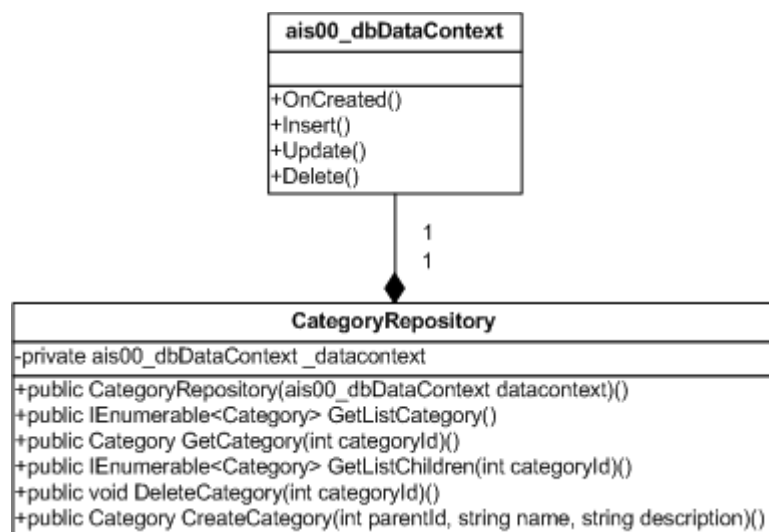 ais00_dbDataContext
+OnCreated()
+Insert()
+Update()
+Delete()
1
1
CategoryRepository
-private ais00_dbDataContext _datacontext
+public CategoryRepository(ais00_dbDataContext datacontext)()
+public IEnumerable<Category> GetListCategory()
+public Category GetCategory(int categoryId)()
+public IEnumerable<Category> GetListChildren(int categoryId)()
+public void DeleteCategory(int categoryId)()
+public Category CreateCategory(int parentId, string name, string description)()